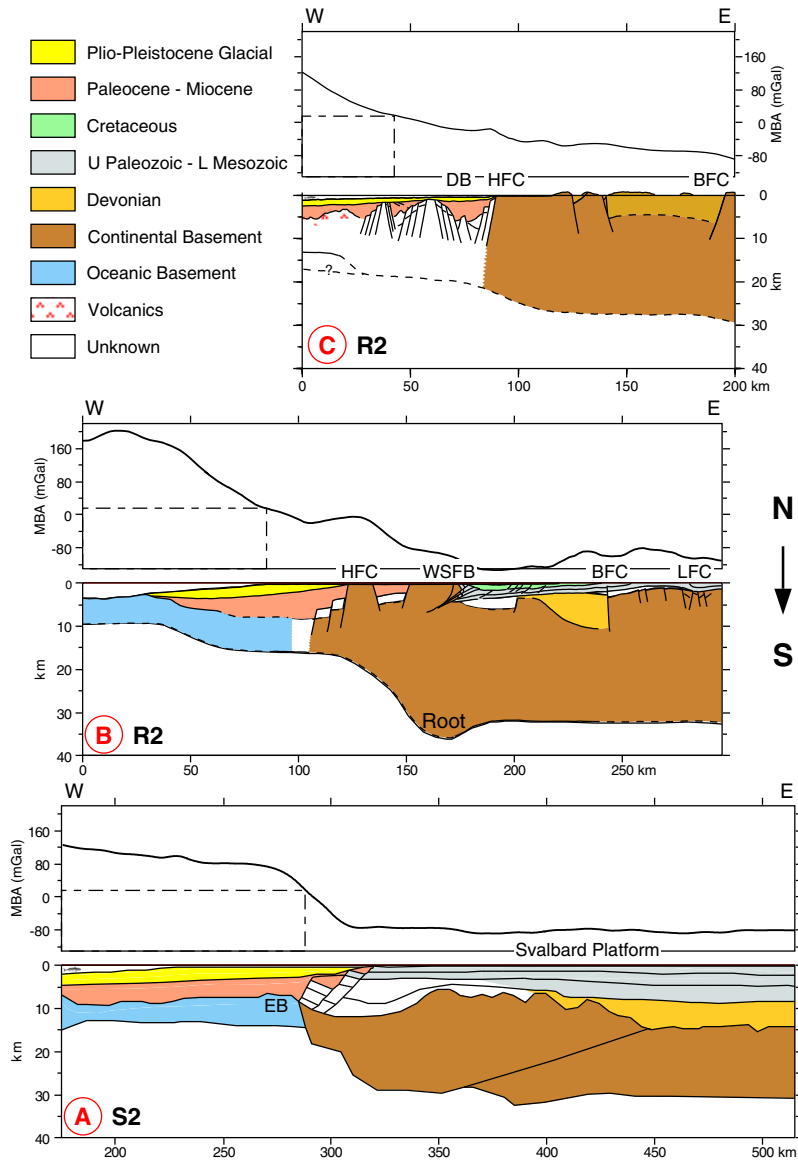 W E
Plio-Pleistocene Glacial
Paleocene - Miocene
Cretaceous
U Paleozoic - L Mesozoic
Devonian
Continental Basement
Oceanic Basement
Volcanics
Unknown
160
80
0
-80
MBA (mGal)
DB HFC BFC
0
10
20
30
40
km
?
C R2
0 50 100 150 200 km
W E
160
80
0
-80
MBA (mGal)
HFC WSFB BFC LFC
0
10
20
30
40
km
Root
B R2
0 50 100 150 200 250 km
N
S
W E
160
80
0
-80
MBA (mGal)
Svalbard Platform
0
10
20
30
40
km
EB
A S2
200 250 300 350 400 450 500 km